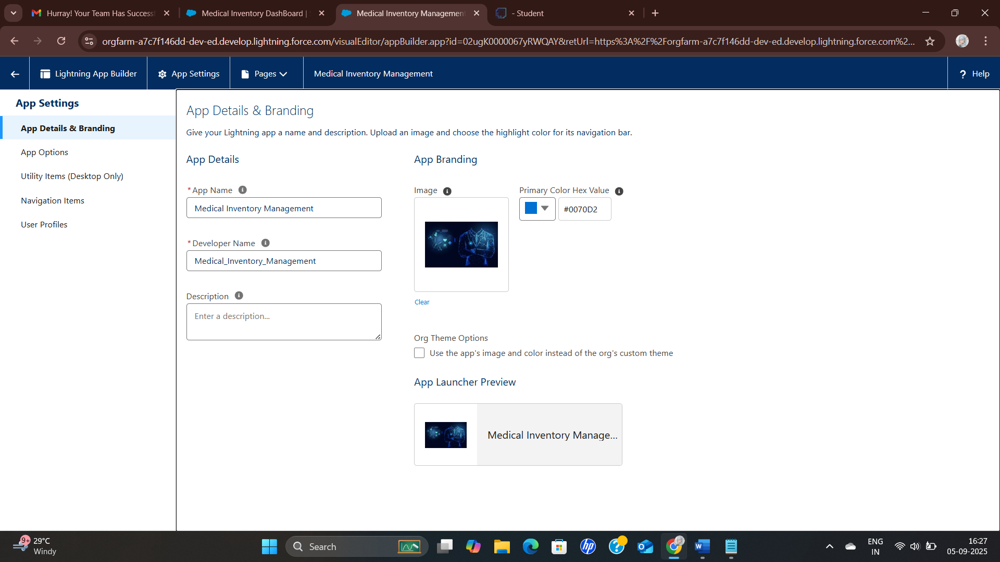 Hurray! Your Team Has Success
Medical Inventory DashBoard |
Medical Inventory Management
- Student
orgfarm-a7c7f146dd-dev-ed.develop.lightning.force.com/visualEditor/appBuilder.app?id=02ugK0000067yRWQAY&retUrl=https%3A%2F%2Forgfarm-a7c7f146dd-dev-ed.develop.lightning.force.com%2...
Lightning App Builder
App Settings
Pages
Medical Inventory Management
? Help
App Settings
App Details & Branding
App Options
Utility Items (Desktop Only)
Navigation Items
User Profiles
App Details & Branding
Give your Lightning app a name and description. Upload an image and choose the highlight color for its navigation bar.
App Details
*App Name
Medical Inventory Management
*Developer Name
Medical_Inventory_Management
Description
Enter a description...
App Branding
Image
Primary Color Hex Value
#0070D2
Clear
Org Theme Options
Use the app's image and color instead of the org's custom theme
App Launcher Preview
Medical Inventory Manage...
9+
29°C
Windy
Search
ENG
IN
16:27
05-09-2025